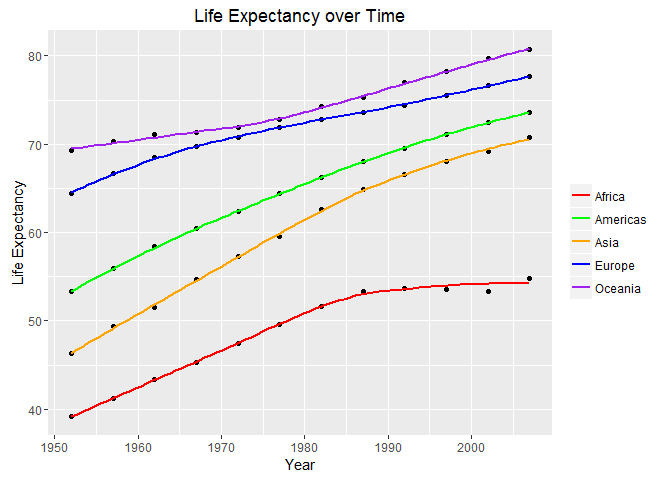 Life Expectancy over Time
80
70
60
50
40
Life Expectancy
1950 1960 1970 1980 1990 2000
Year
Africa
Americas
Asia
Europe
Oceania